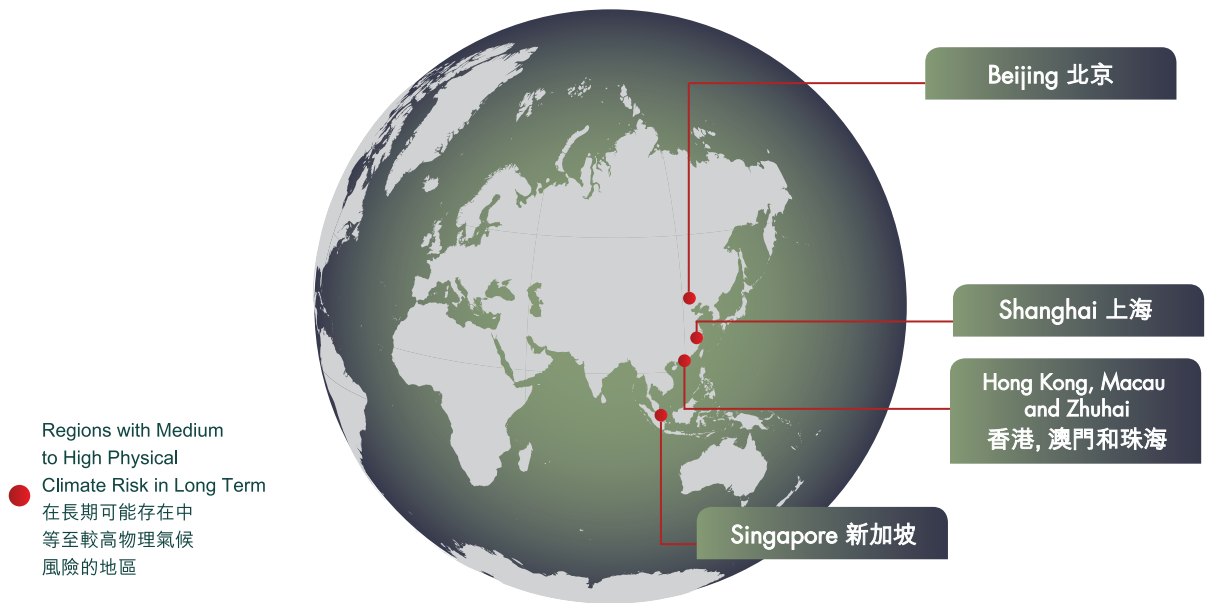 Beijing 北京
Shanghai 上海
Hong Kong, Macau
and Zhuhai
香港, 澳門和珠海
Singapore 新加坡
Regions with Medium
to High Physical
Climate Risk in Long Term
在長期可能存在中
等至較高物理氣候
風險的地區